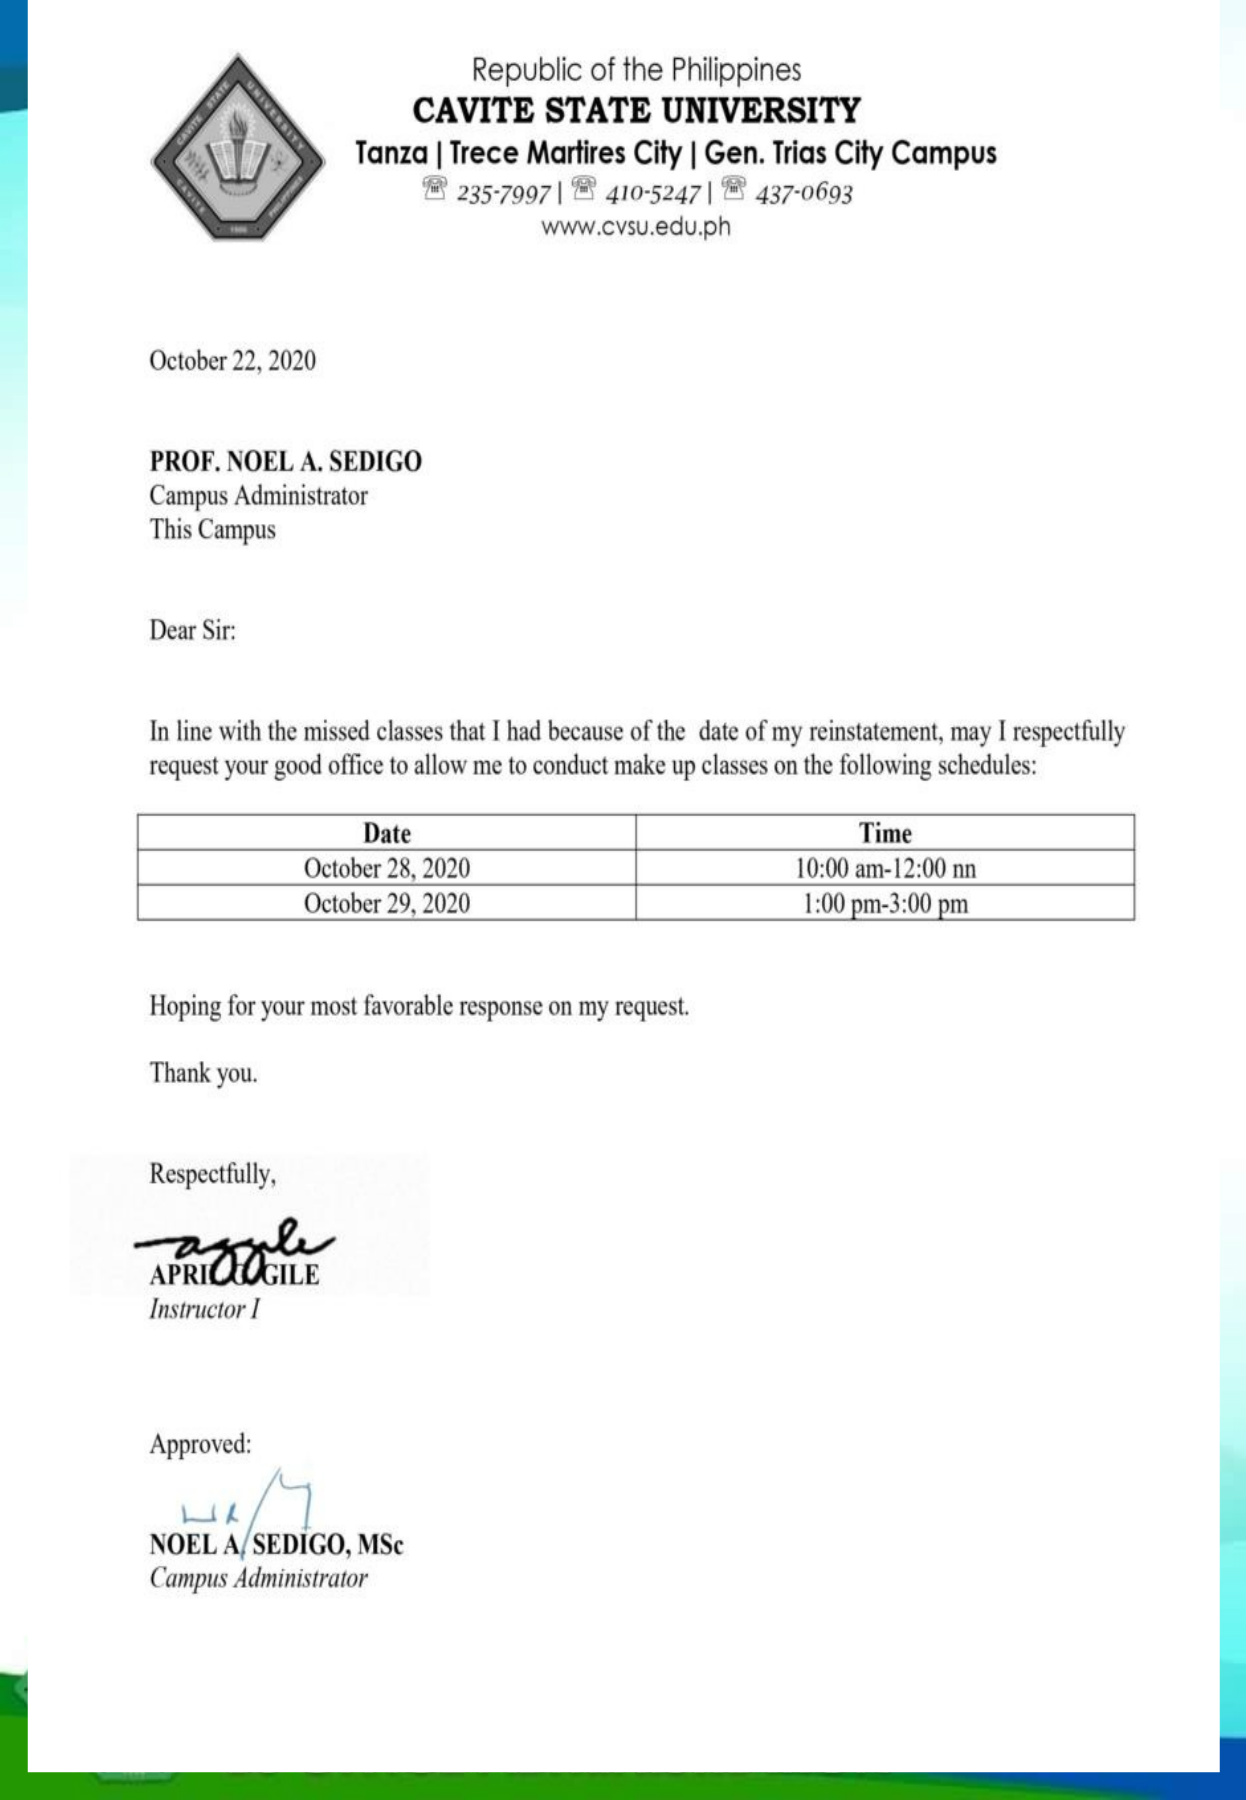 Republic of the Philippines
CAVITE STATE UNIVERSITY
Tanza | Trece Martires City | Gen. Trias City Campus
☏ 235-7997 | ☏ 410-5247 | ☏ 437-0693
www.cvsu.edu.ph
CAVITE STATE UNIVERSITY
CAVITE
PHILIPPINES
1906
October 22, 2020
PROF. NOEL A. SEDIGO
Campus Administrator
This Campus
Dear Sir:
In line with the missed classes that I had because of the date of my reinstatement, may I respectfully
request your good office to allow me to conduct make up classes on the following schedules:
Date Time
October 28, 2020 10:00 am-12:00 nn
October 29, 2020 1:00 pm-3:00 pm
Hoping for your most favorable response on my request.
Thank you.
Respectfully,
Instructor I
Approved:
NOEL A. SEDIGO, MSc
Campus Administrator